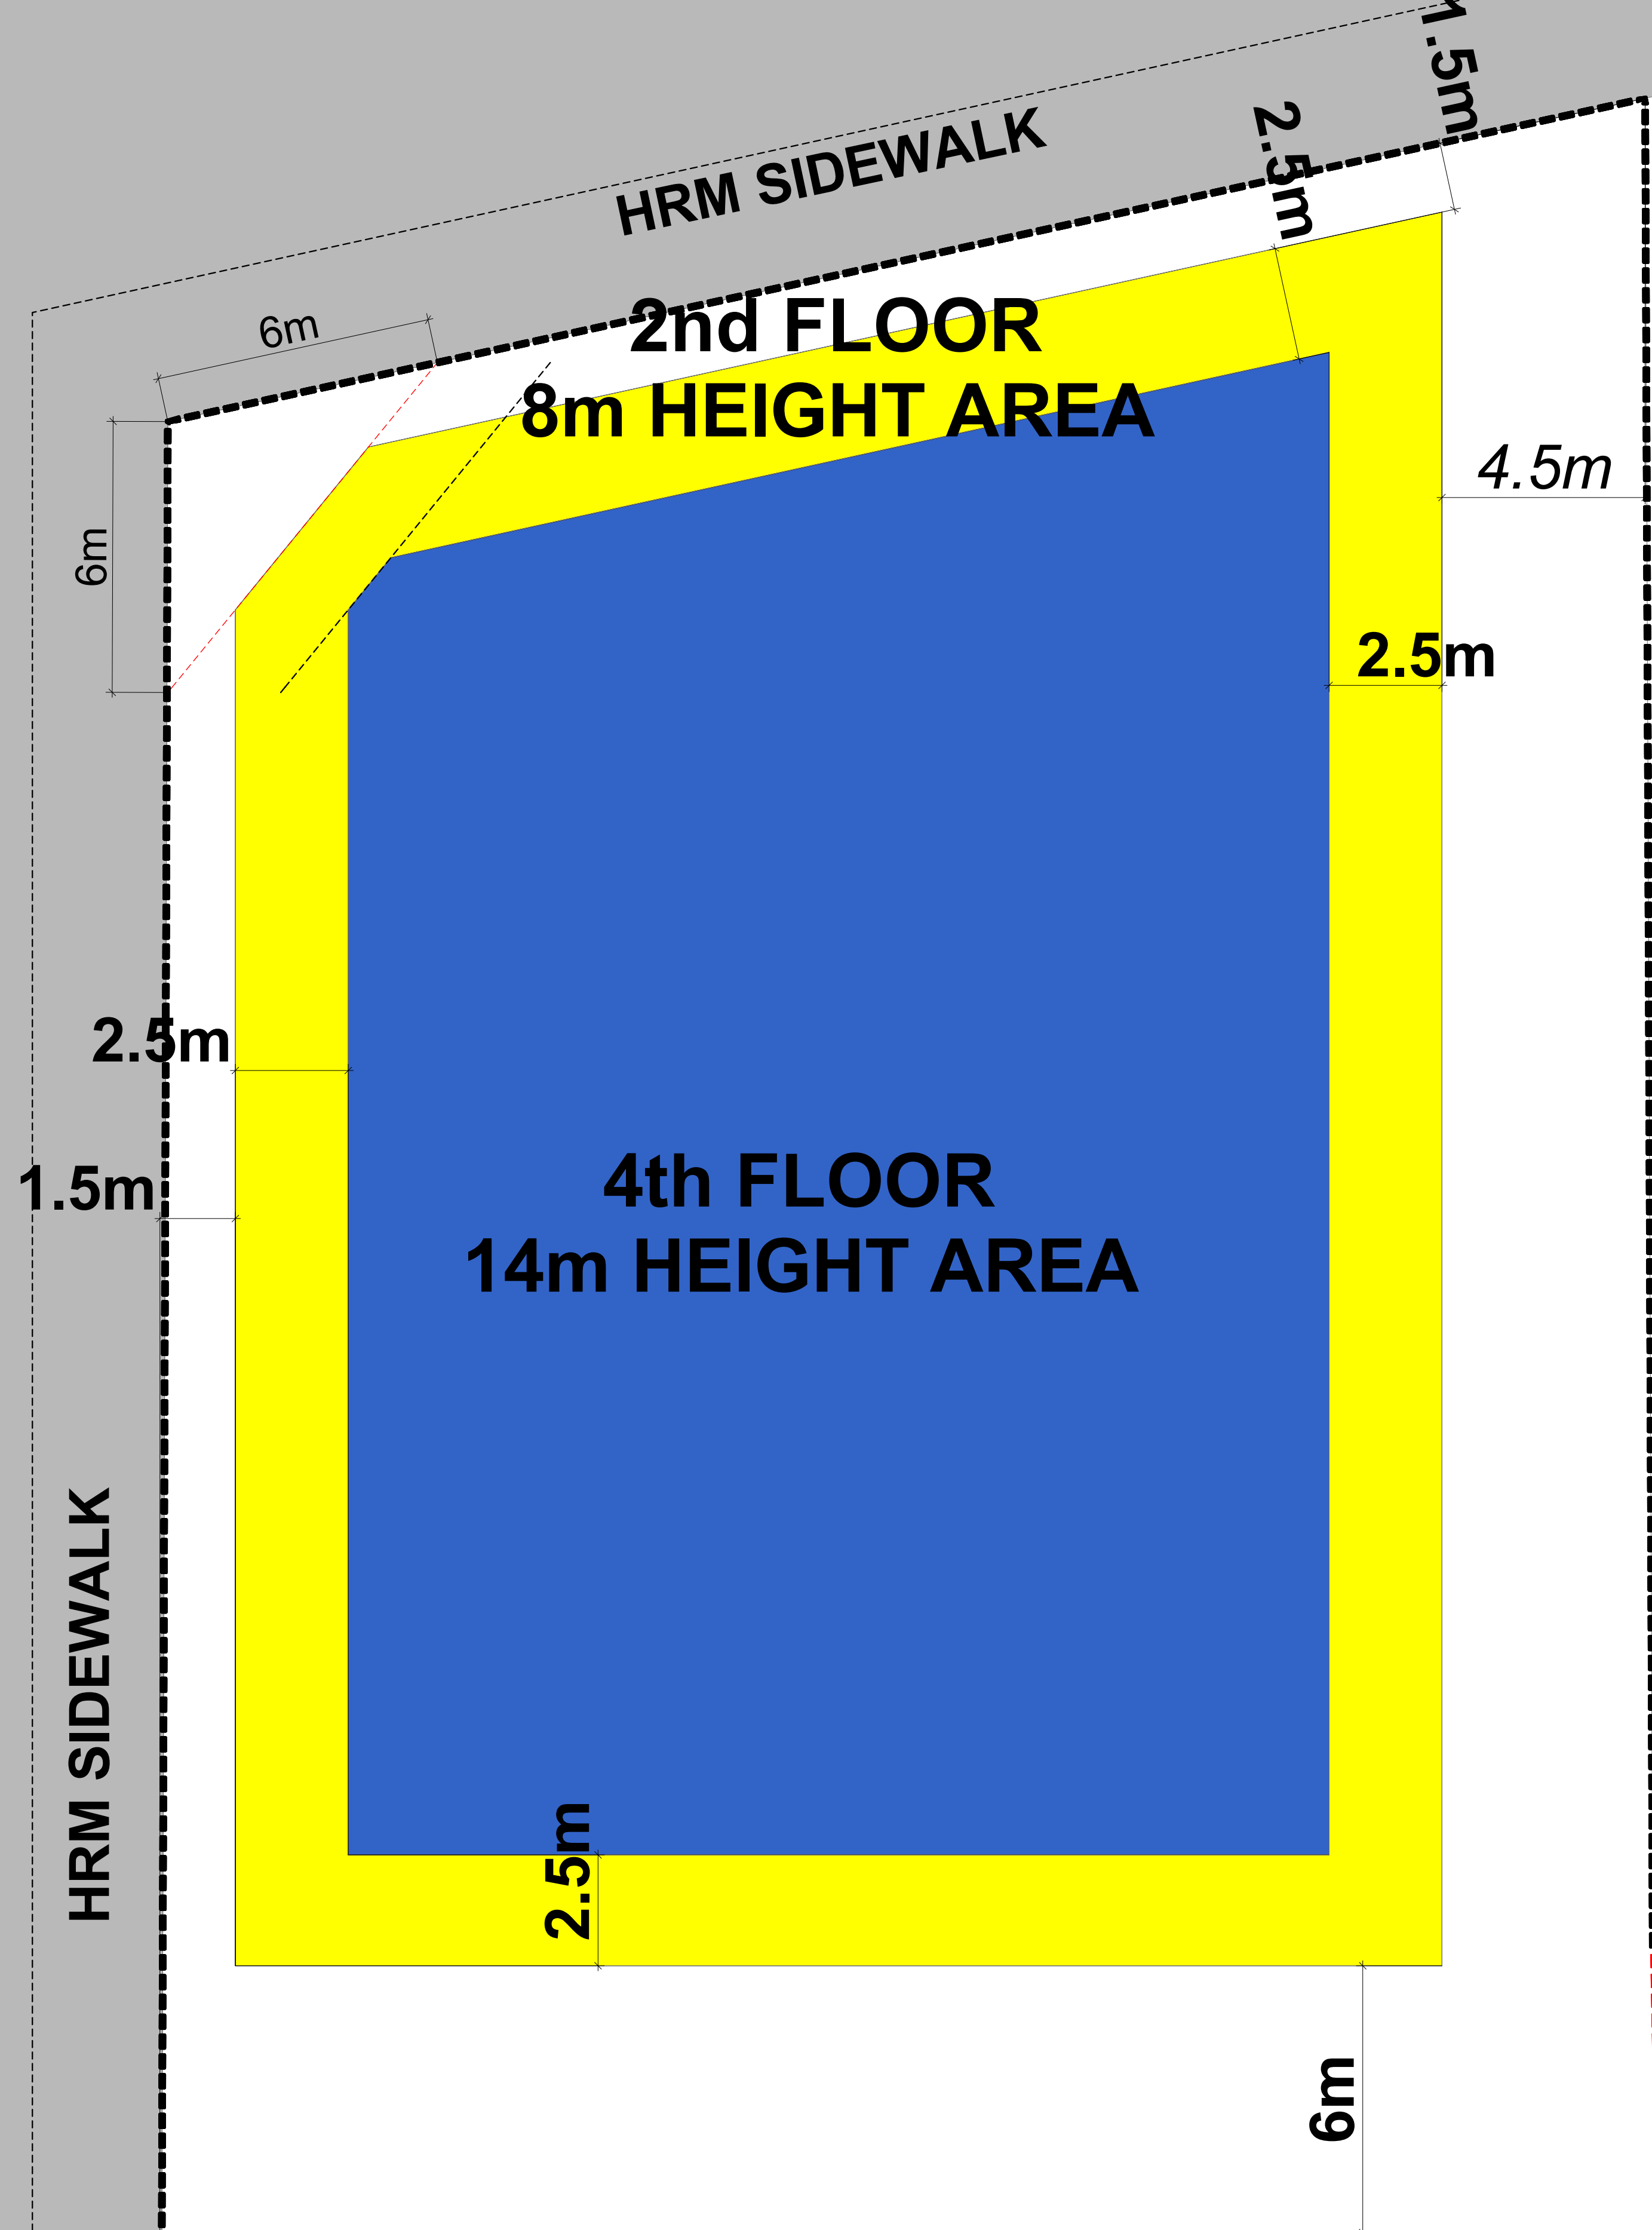 1.5m
HRM SIDEWALK
2.5m
6m
2nd FLOOR
8m HEIGHT AREA
4.5m
6m
2.5m
2.5m
1.5m
4th FLOOR
14m HEIGHT AREA
HRM SIDEWALK
2.5m
6m